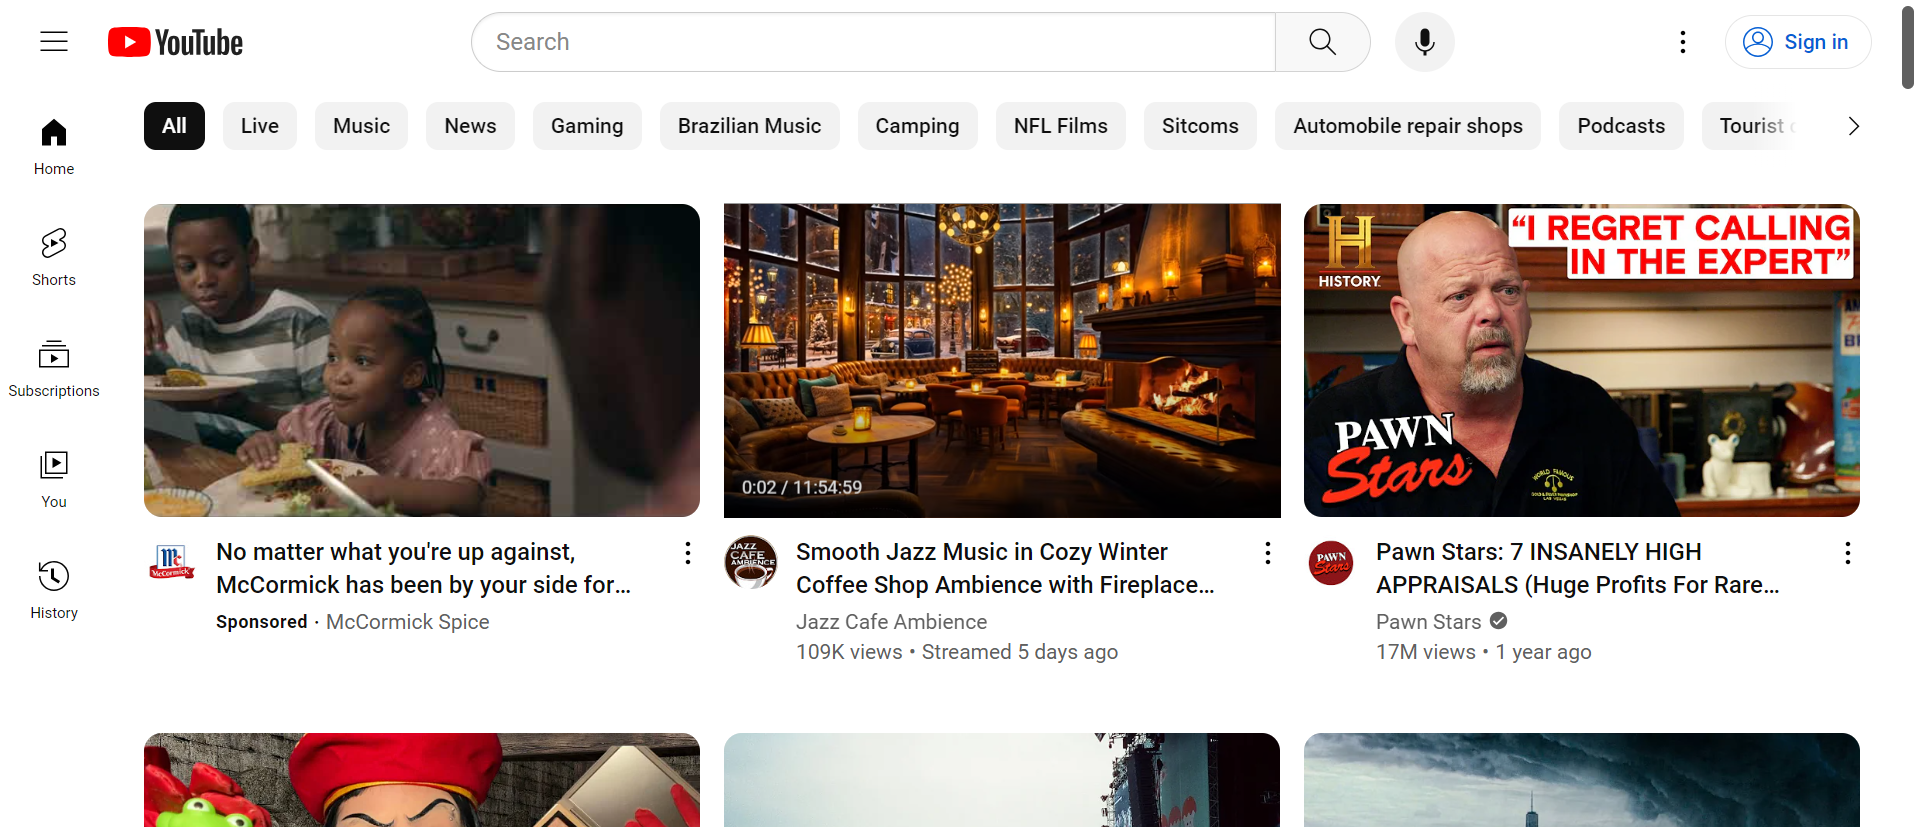 YouTube
Search
Sign in
Home
Shorts
Subscriptions
You
History
All
Live
Music
News
Gaming
Brazilian Music
Camping
NFL Films
Sitcoms
Automobile repair shops
Podcasts
Tourist
McCormick
No matter what you're up against,
McCormick has been by your side for...
Sponsored · McCormick Spice
0:02 / 11:54:59
JAZZ
CAFE
AMBIENCE
Smooth Jazz Music in Cozy Winter
Coffee Shop Ambience with Fireplace...
Jazz Cafe Ambience
109K views • Streamed 5 days ago
H
HISTORY
“I REGRET CALLING
IN THE EXPERT”
PAWN
Stars
WORLD FAMOUS
PAWN
Stars
Pawn Stars: 7 INSANELY HIGH
APPRAISALS (Huge Profits For Rare...
Pawn Stars
17M views • 1 year ago